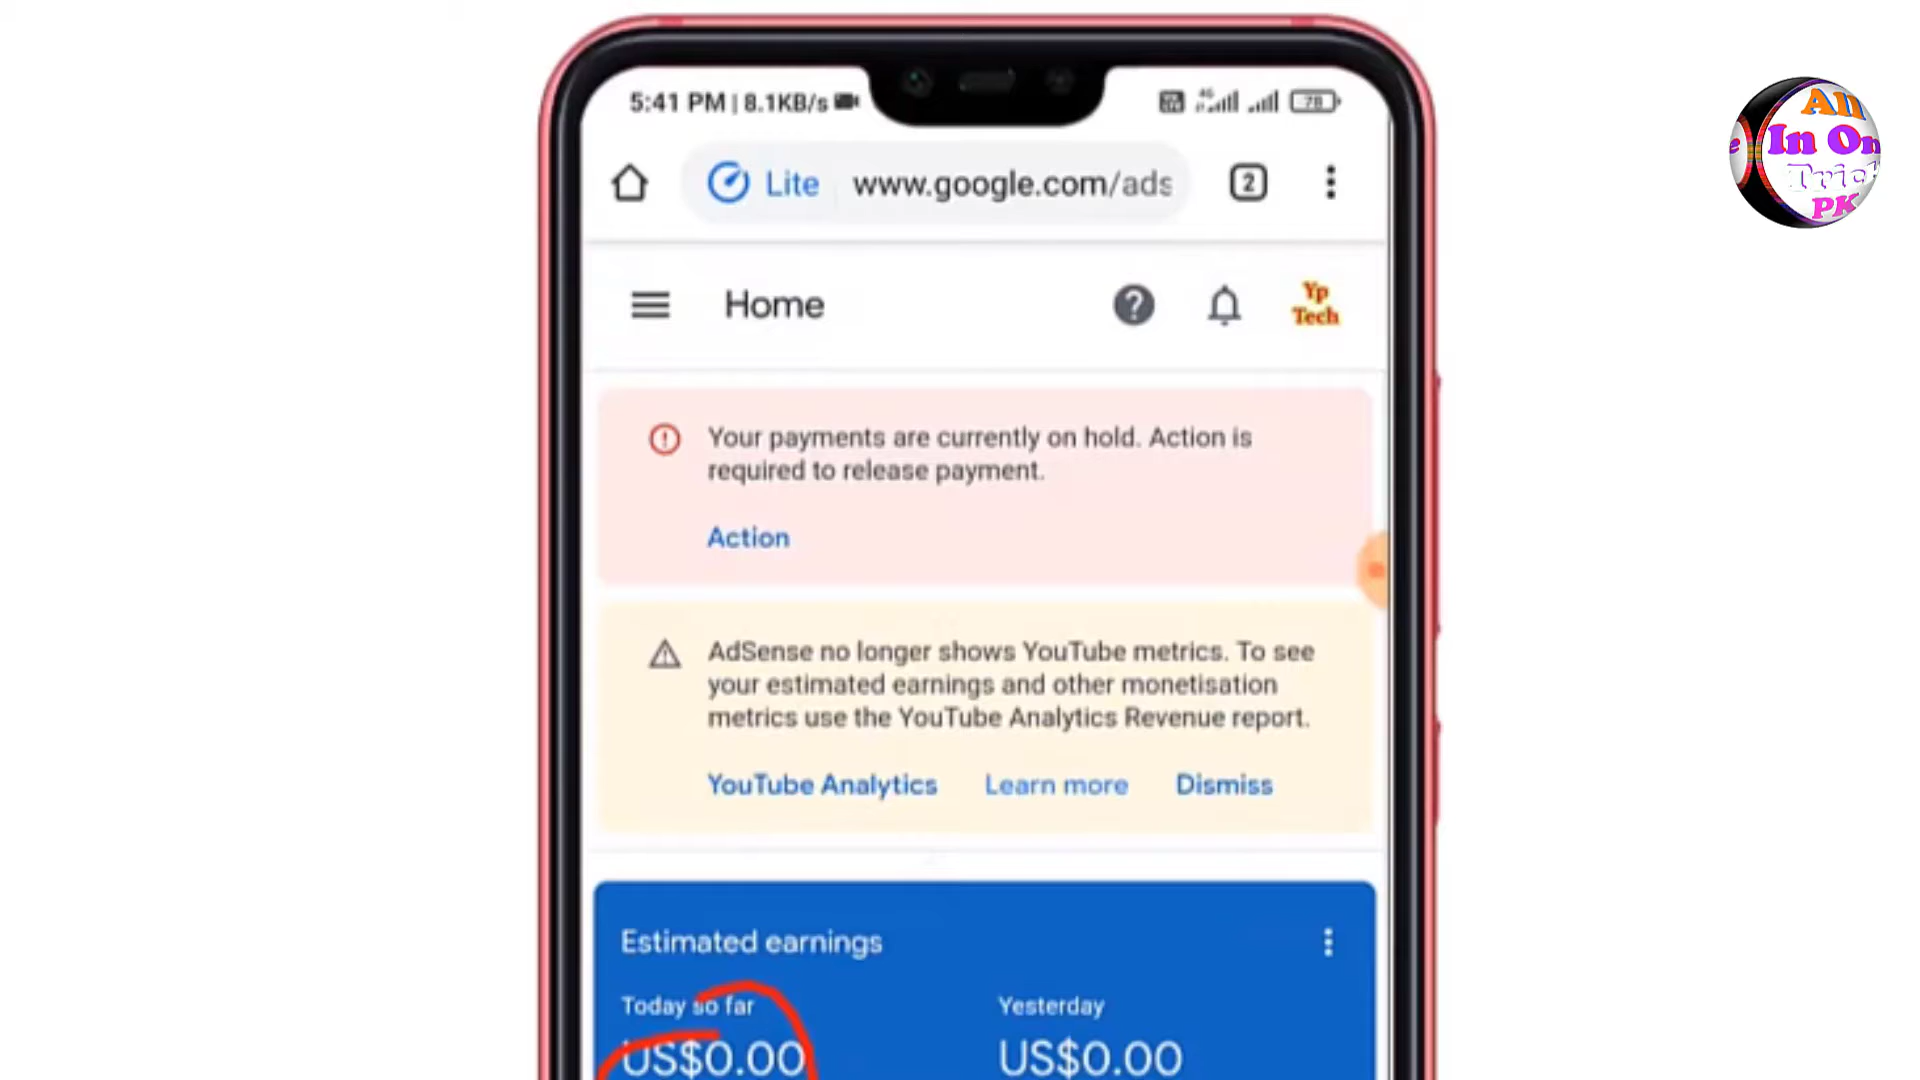 5:41 PM | 8.1KB/s
78
Lite www.google.com/ads
2
All
In On
Tric
PK
Home
Yp
Tech
Your payments are currently on hold. Action is
required to release payment.
Action
AdSense no longer shows YouTube metrics. To see
your estimated earnings and other monetisation
metrics use the YouTube Analytics Revenue report.
YouTube Analytics Learn more Dismiss
Estimated earnings
Today so far Yesterday
US$0.00 US$0.00